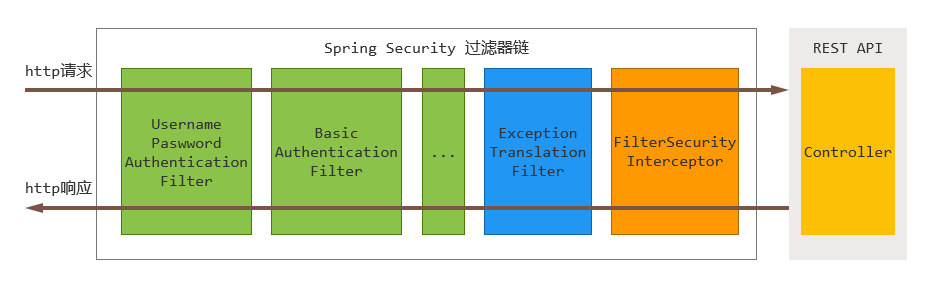 Spring Security 过滤器链
REST API
http请求
Username
Paswword
Authentication
Filter
Basic
Authentication
Filter
...
Exception
Translation
Filter
FilterSecurity
Interceptor
Controller
http响应